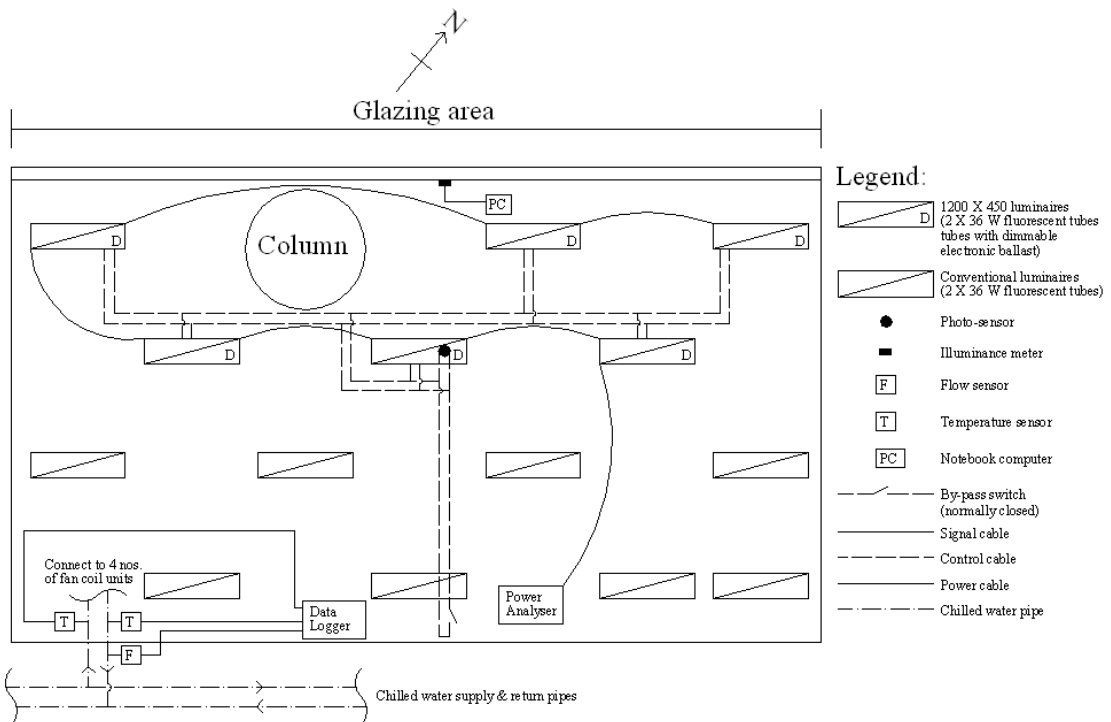 N
Glazing area
PC
D
D
D
Column
D
D
D
Connect to 4 nos.
of fan coil units
T
T
F
Data
Logger
Power
Analyser
Chilled water supply & return pipes
Legend:
D
1200 X 450 luminaires
(2 X 36 W fluorescent tubes
tubes with dimmable
electronic ballast)
Conventional luminaires
(2 X 36 W fluorescent tubes)
Photo-sensor
Illuminance meter
F
Flow sensor
T
Temperature sensor
PC
Notebook computer
By-pass switch
(normally closed)
Signal cable
Control cable
Power cable
Chilled water pipe